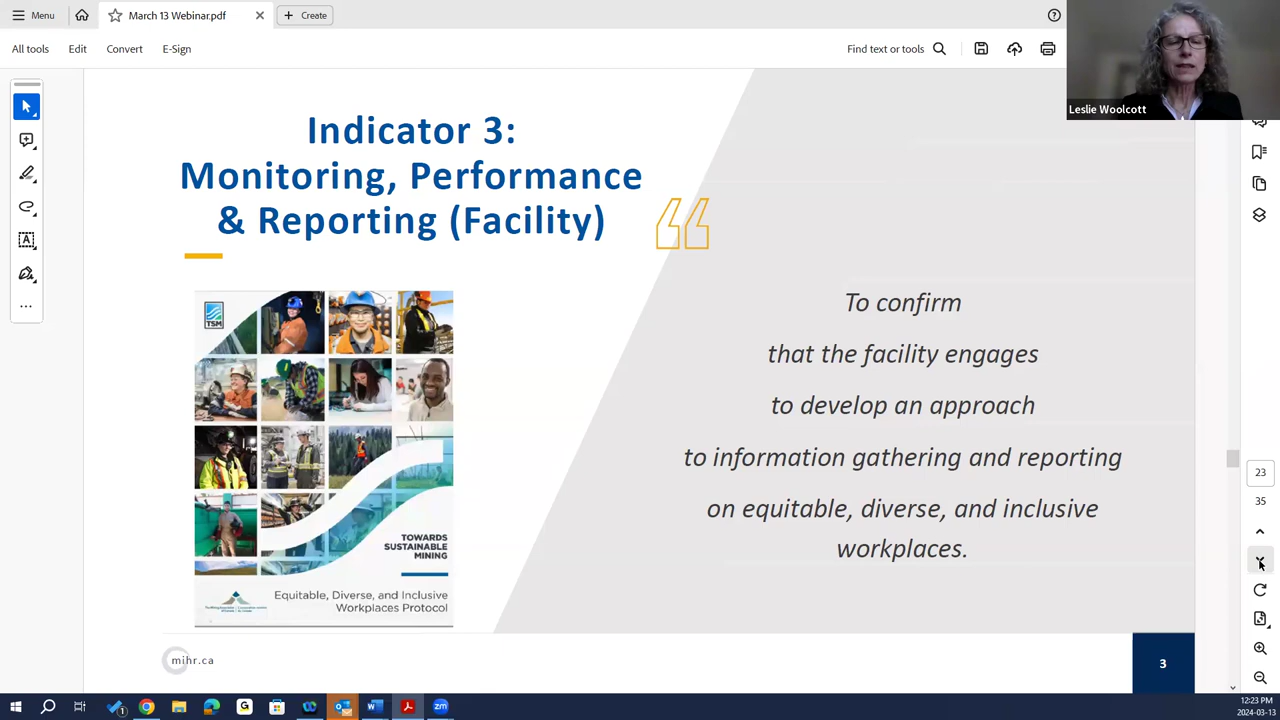 Menu
March 13 Webinar.pdf
Create
All tools
Edit
Convert
E-Sign
Find text or tools
Leslie Woolcott
Indicator 3:
Monitoring, Performance
& Reporting (Facility)
To confirm
that the facility engages
to develop an approach
to information gathering and reporting
on equitable, diverse, and inclusive
workplaces.
TSM
TOWARDS
SUSTAINABLE
MINING
Equitable, Diverse, and Inclusive
Workplaces Protocol
mihr.ca
3
23
35
12:23 PM
2024-03-13